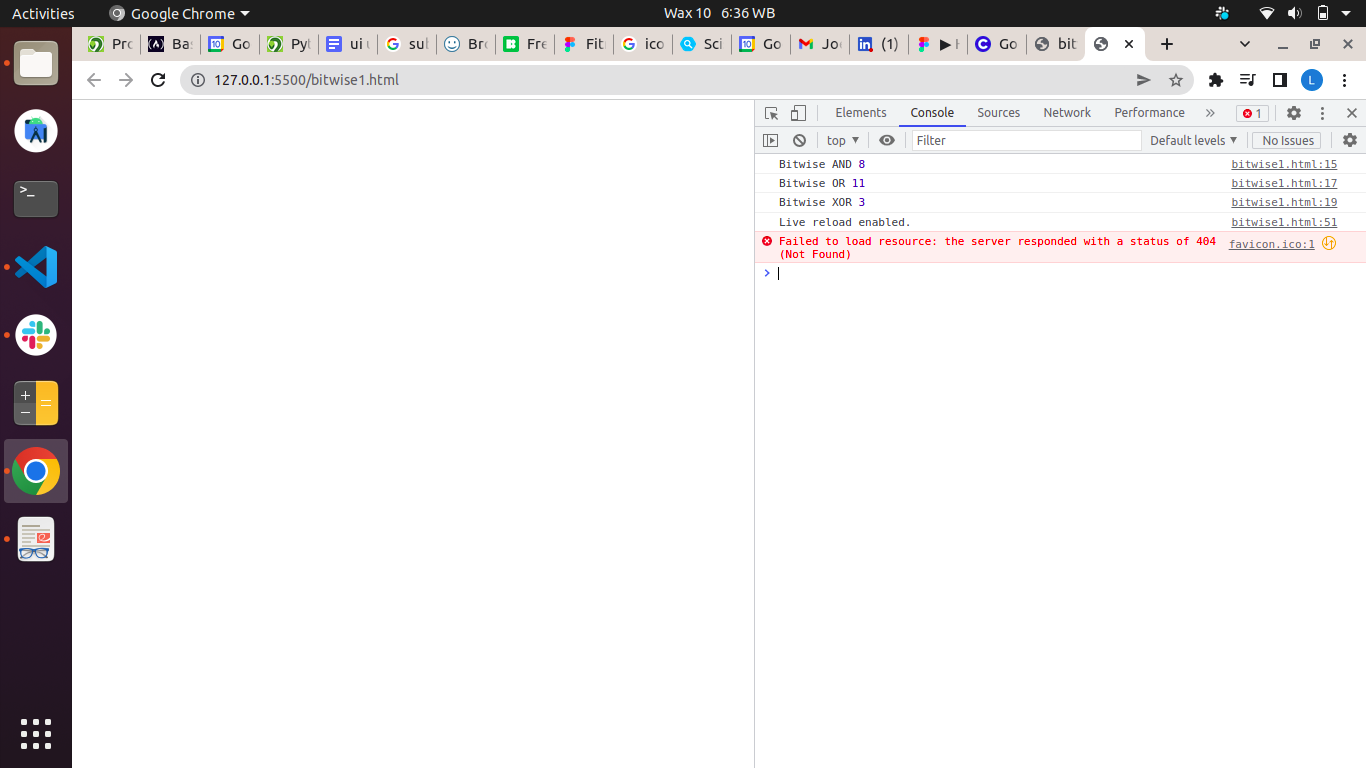 Activities Google Chrome Wax 10 6:36 WB
Pro Bas Go Pyt ui u sul Bro Fre Fit ico Sci Go Joe (1) ▶ H Go bit
127.0.0.1:5500/bitwise1.html L
Elements Console Sources Network Performance » 1
top ▼ Filter Default levels ▼ No Issues
Bitwise AND 8 bitwise1.html:15
Bitwise OR 11 bitwise1.html:17
Bitwise XOR 3 bitwise1.html:19
Live reload enabled. bitwise1.html:51
Failed to load resource: the server responded with a status of 404 favicon.ico:1
(Not Found)